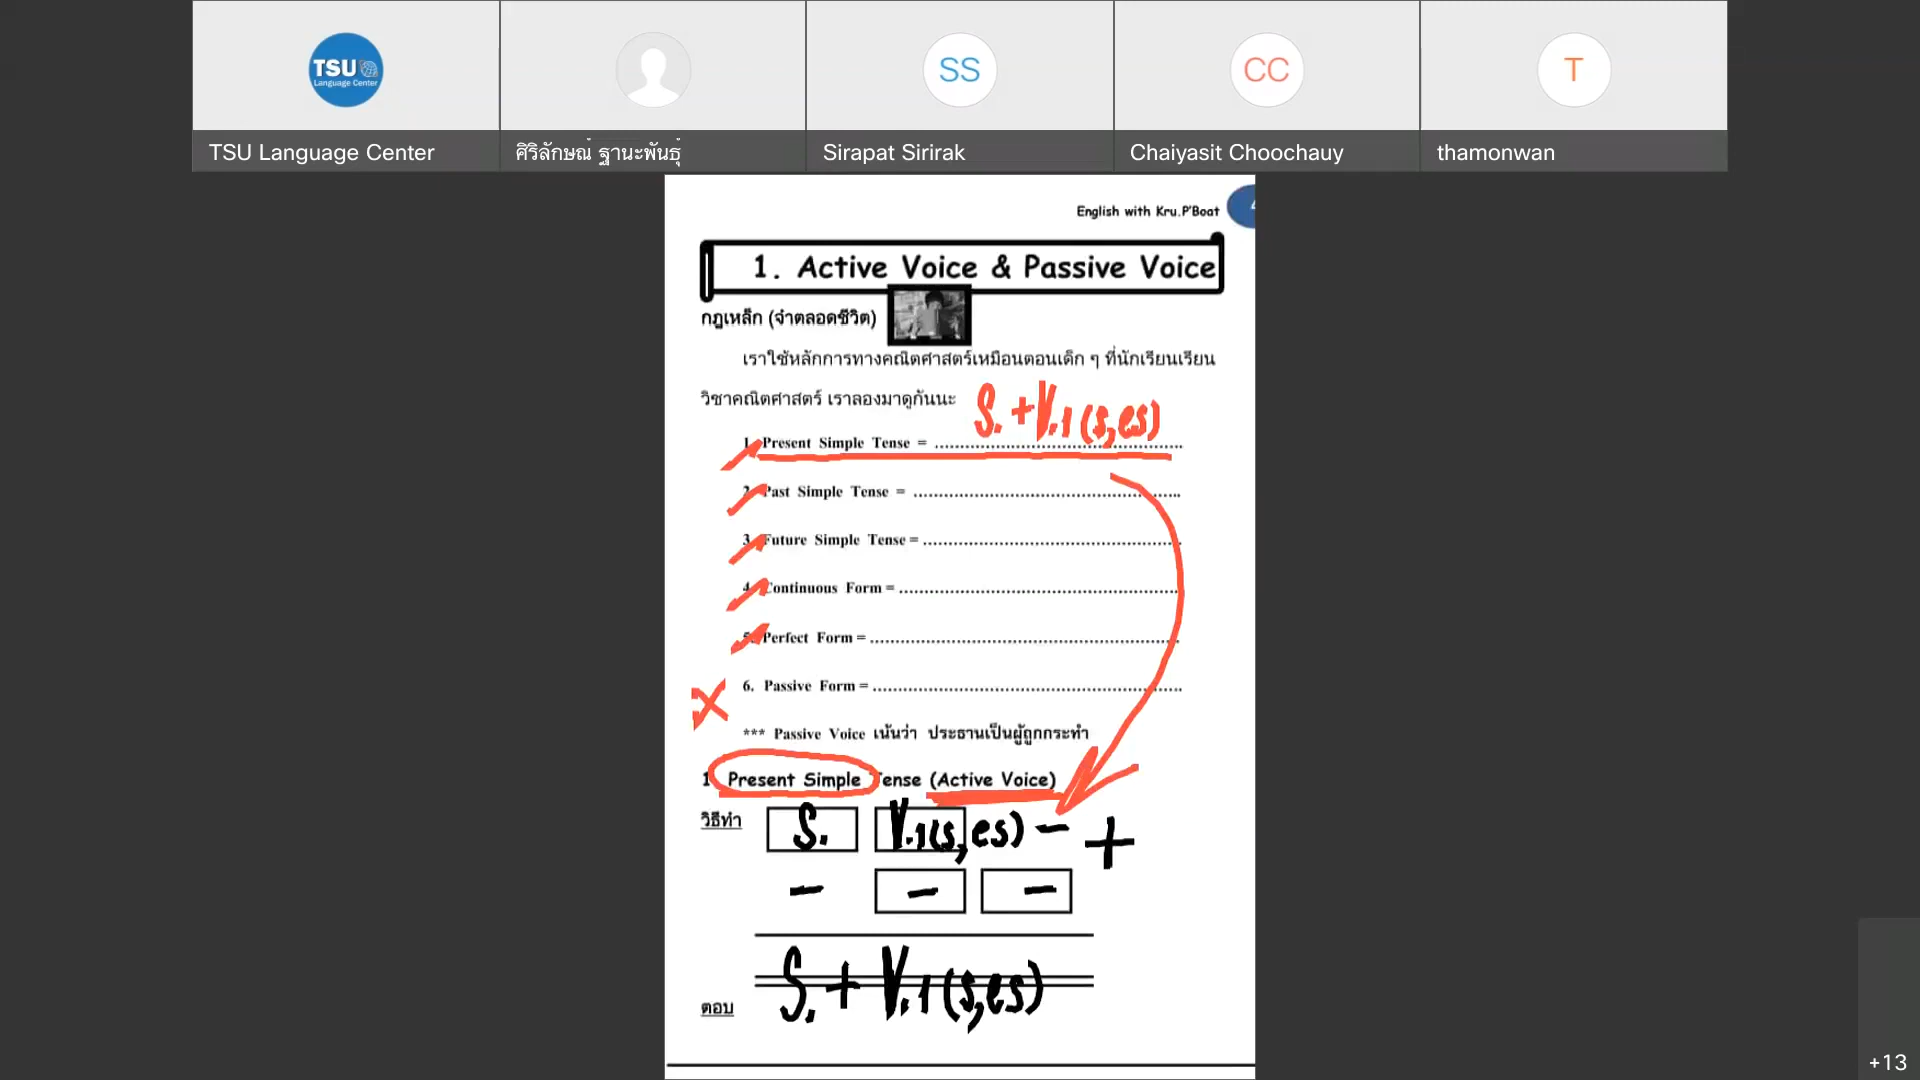 TSU
Language Center
SS
CC
T
TSU Language Center
ศิริลักษณ์ ฐานะพันธุ์
Sirapat Sirirak
Chaiyasit Choochauy
thamonwan
English with Kru.P'Boat
1. Active Voice & Passive Voice
กฎเหล็ก (จำตลอดชีวิต)
เราใช้หลักการทางคณิตศาสตร์เหมือนตอนเด็ก ๆ ที่นักเรียนเรียน
วิชาคณิตศาสตร์ เราลองมาดูกันนะ
S. + V.1 (s,es)
1. Present Simple Tense = ........................................
2. Past Simple Tense = ........................................
3. Future Simple Tense = ........................................
4. Continuous Form = ........................................
5. Perfect Form = ........................................
6. Passive Form = ........................................
*** Passive Voice เน้นว่า ประธานเป็นผู้ถูกกระทำ
1 Present Simple Tense (Active Voice)
วิธีทำ S. V.1(s,es) - +
- - -
S. + V.1 (s,es)
ตอบ
+13